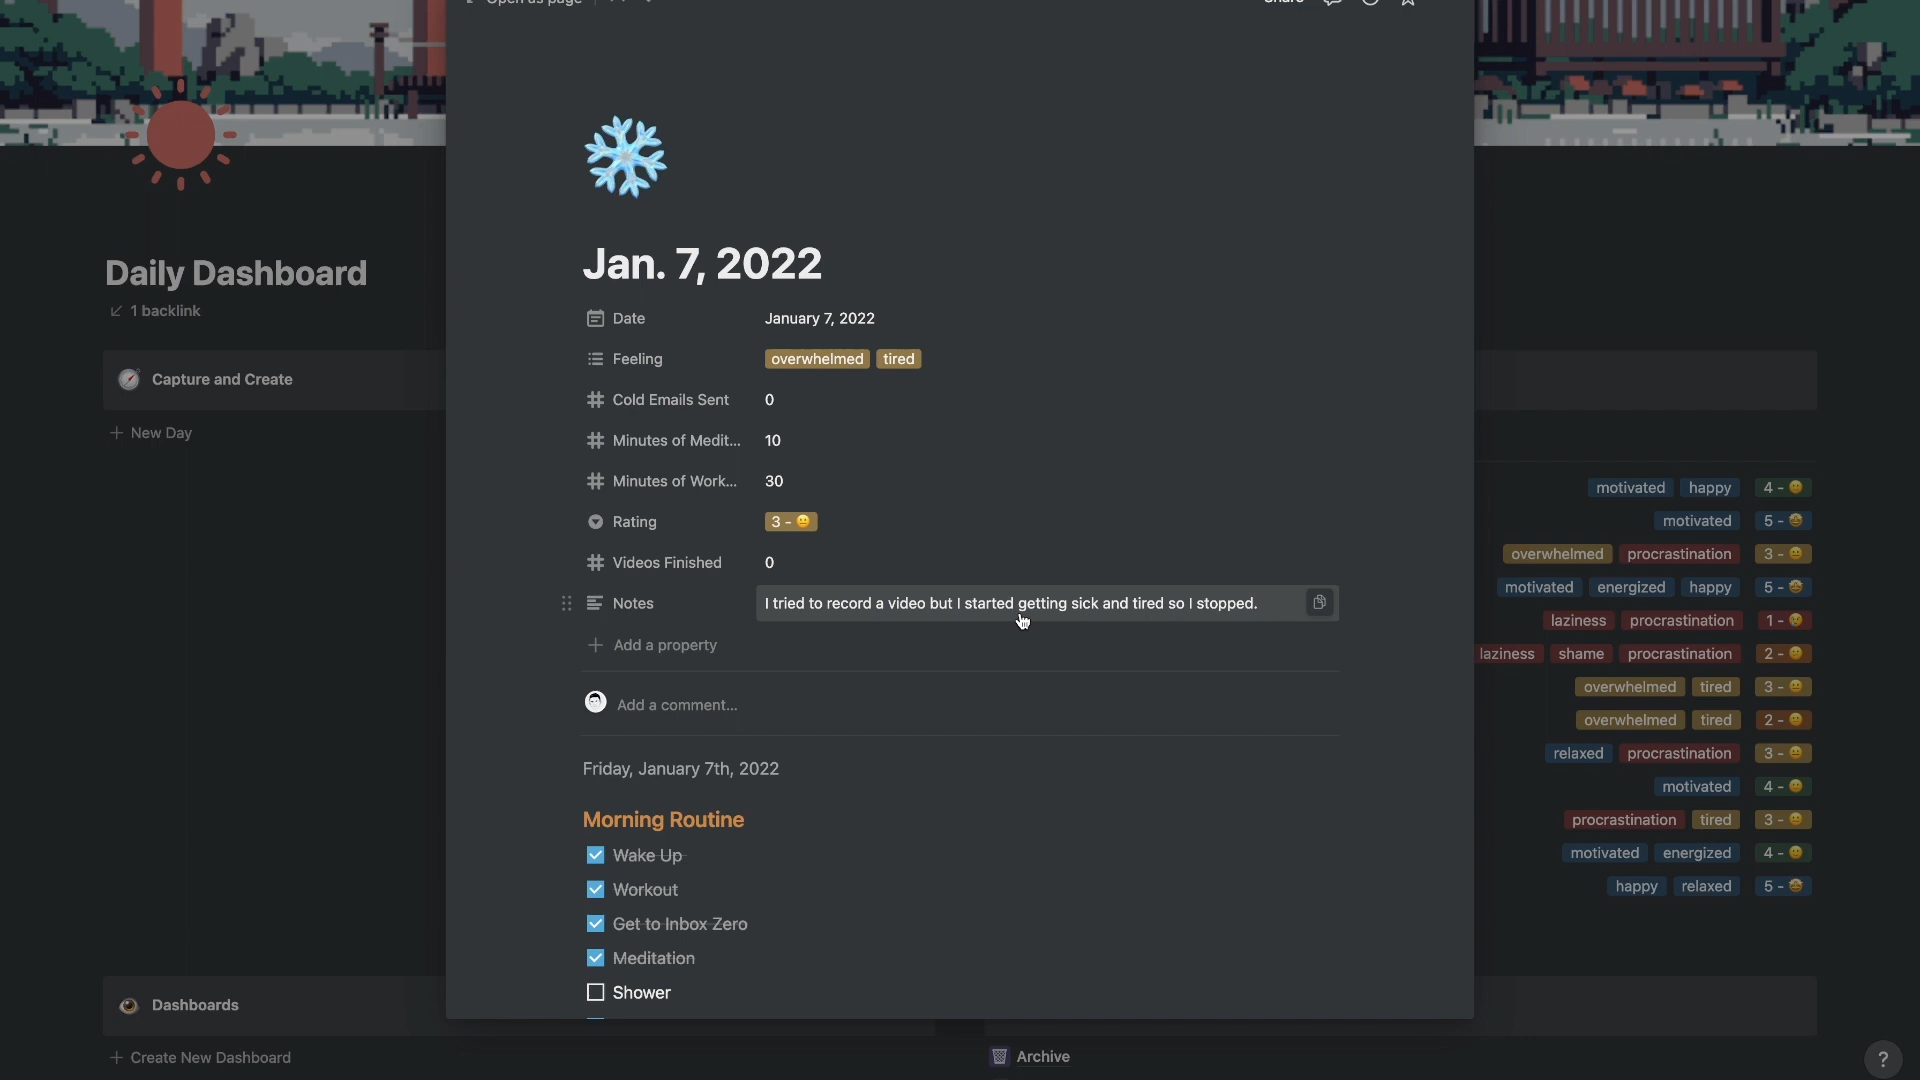 Open as page
Share
Jan. 7, 2022
Date January 7, 2022
Feeling overwhelmed tired
# Cold Emails Sent 0
# Minutes of Medit... 10
# Minutes of Work... 30
Rating 3 - 😐
# Videos Finished 0
Notes I tried to record a video but I started getting sick and tired so I stopped.
+ Add a property
Add a comment...
Friday, January 7th, 2022
Morning Routine
Wake Up
Workout
Get to Inbox Zero
Meditation
Shower
Daily Dashboard
↙ 1 backlink
Capture and Create
+ New Day
motivated happy 4 - 🙂
motivated 5 - 🤩
overwhelmed procrastination 3 - 😐
motivated energized happy 5 - 🤩
laziness procrastination 1 - 😢
laziness shame procrastination 2 - 😕
overwhelmed tired 3 - 😐
overwhelmed tired 2 - 😕
relaxed procrastination 3 - 😐
motivated 4 - 🙂
procrastination tired 3 - 😐
motivated energized 4 - 🙂
happy relaxed 5 - 🤩
Dashboards
+ Create New Dashboard
Archive
?